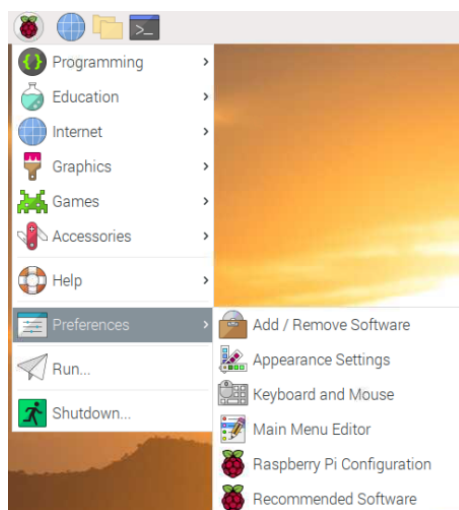 Programming
Education
Internet
Graphics
Games
Accessories
Help
Preferences
Run...
Shutdown...
Add / Remove Software
Appearance Settings
Keyboard and Mouse
Main Menu Editor
Raspberry Pi Configuration
Recommended Software